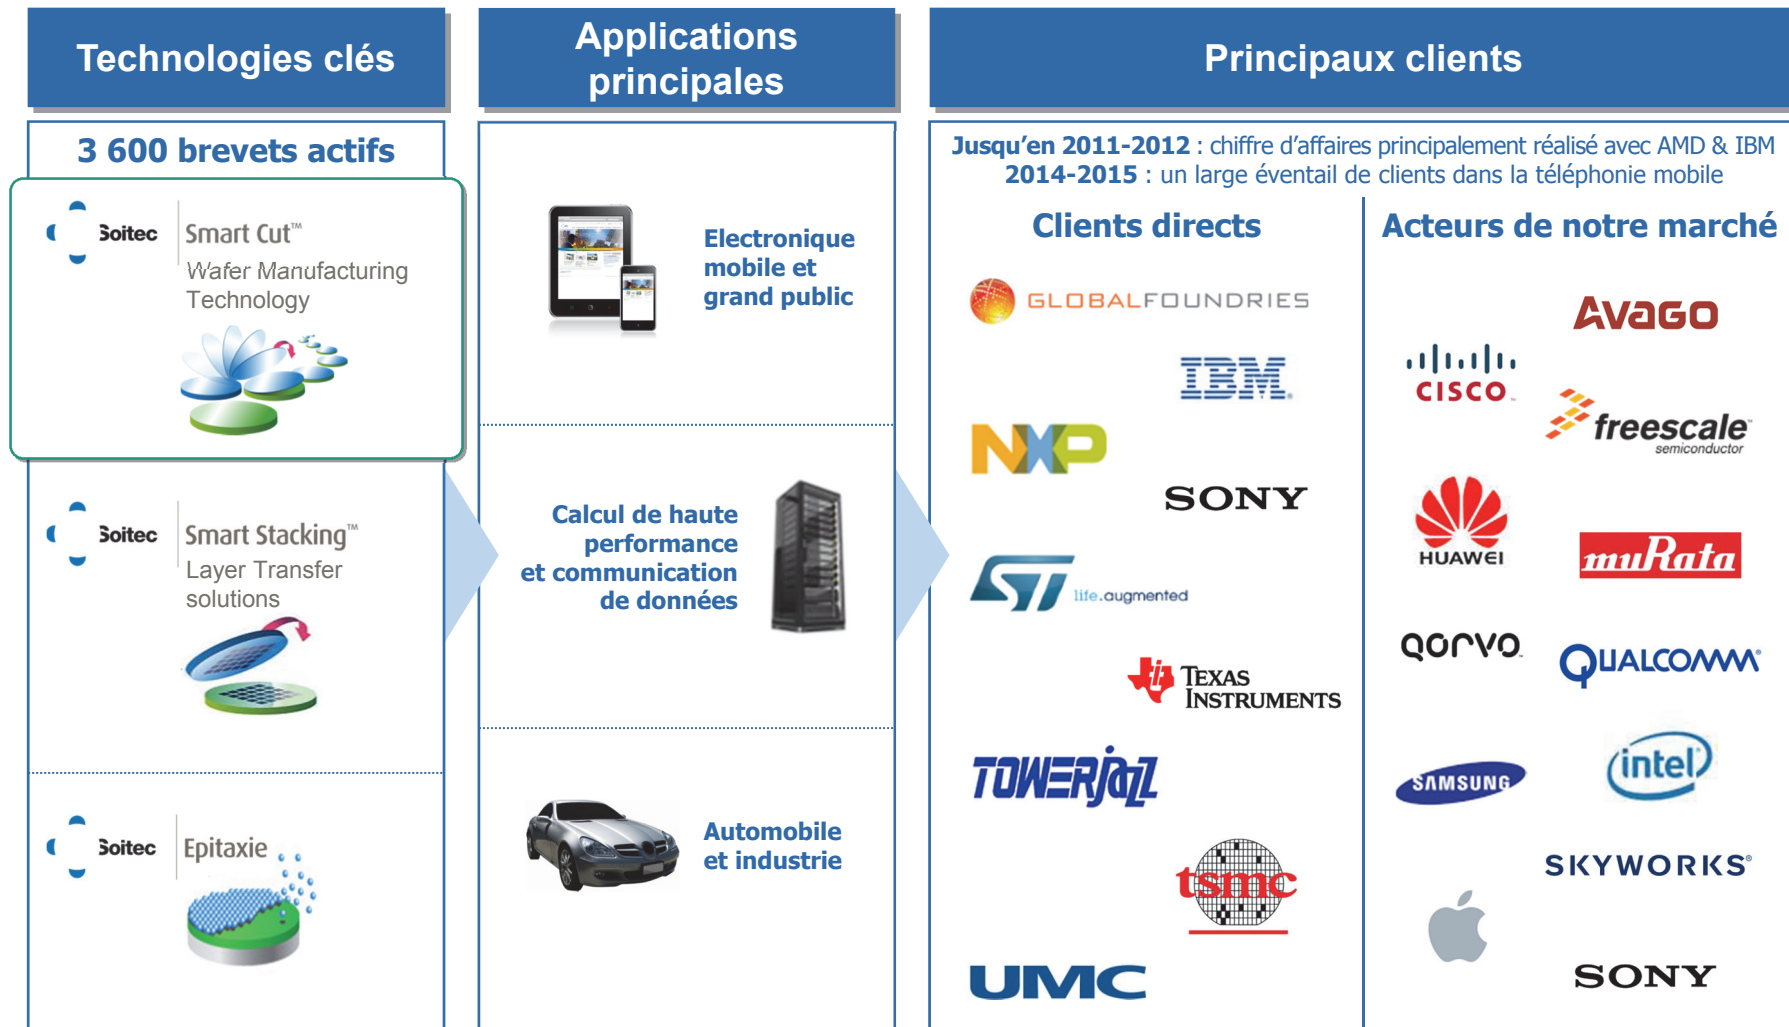 Technologies clés
3 600 brevets actifs
Soitec
Smart Cut™
Wafer Manufacturing
Technology
Soitec
Smart Stacking™
Layer Transfer
solutions
Soitec
Epitaxie
Applications
principales
Electronique
mobile et
grand public
Calcul de haute
performance
et communication
de données
Automobile
et industrie
Principaux clients
Jusqu'en 2011-2012 : chiffre d'affaires principalement réalisé avec AMD & IBM
2014-2015 : un large éventail de clients dans la téléphonie mobile
Clients directs
GLOBALFOUNDRIES
IBM®
NXP
SONY
ST
life.augmented
TEXAS
INSTRUMENTS
TOWERjazz
tsmc
UMC
Acteurs de notre marché
AVAGO
CISCO™
freescale™
semiconductor
HUAWEI
muRata
QORVO™
QUALCOMM®
SAMSUNG
intel®
SKYWORKS®
SONY